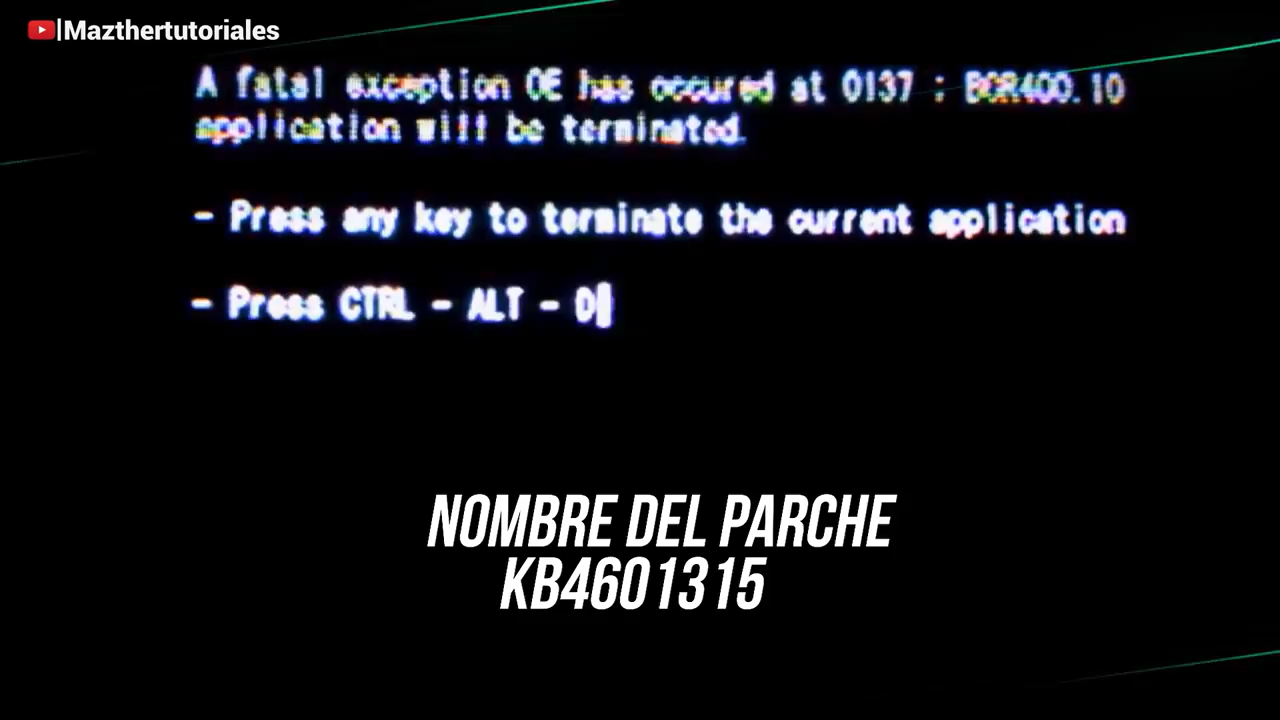 Mazthertutoriales
A fatal exception OE has occured at 0137 : BGR400.10
application will be terminated.
- Press any key to terminate the current application
- Press CTRL - ALT - D
NOMBRE DEL PARCHE
KB4601315